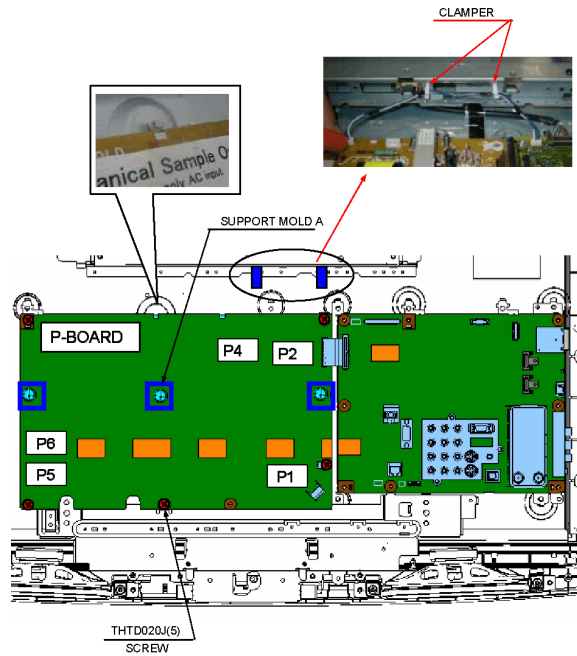 CLAMPER
anical Sample O
ply AC input
SUPPORT MOLD A
P-BOARD
P4
P2
P6
P5
P1
THTD020J(5)
SCREW